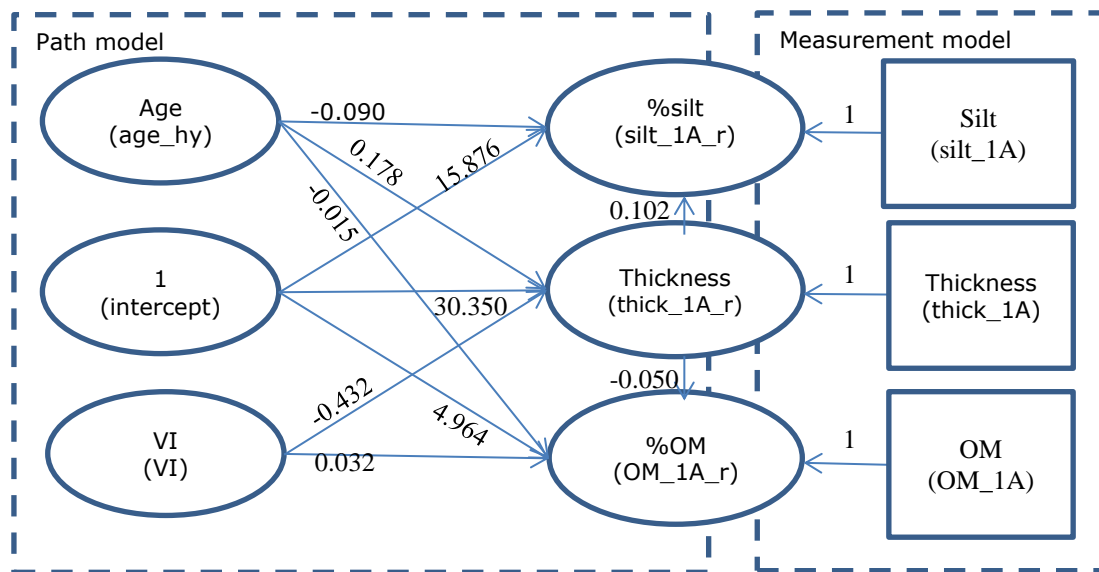 Path model
Measurement model
Age
(age_hy)
-0.090
0.178
15.876
-0.015
%silt
(silt_1A_r)
1
Silt
(silt_1A)
0.102
1
(intercept)
30.350
Thickness
(thick_1A_r)
1
Thickness
(thick_1A)
-0.050
-0.432
4.964
VI
(VI)
0.032
%OM
(OM_1A_r)
1
OM
(OM_1A)